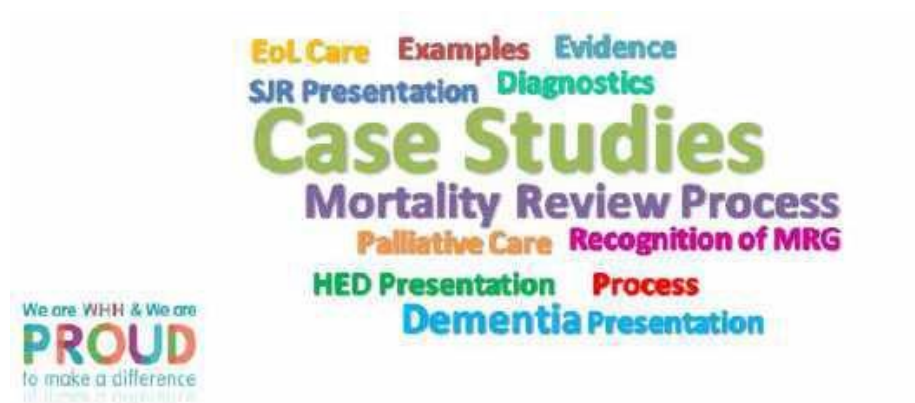 EoL Care Examples Evidence
SJR Presentation Diagnostics
Case Studies
Mortality Review Process
Palliative Care Recognition of MRG
HED Presentation Process
Dementia Presentation
We are WHH & We are
PROUD
to make a difference